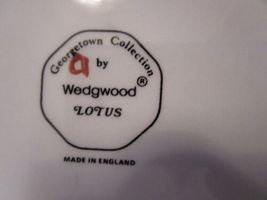 Georgetown Collection
a by
Wedgwood®
LOTUS
MADE IN ENGLAND